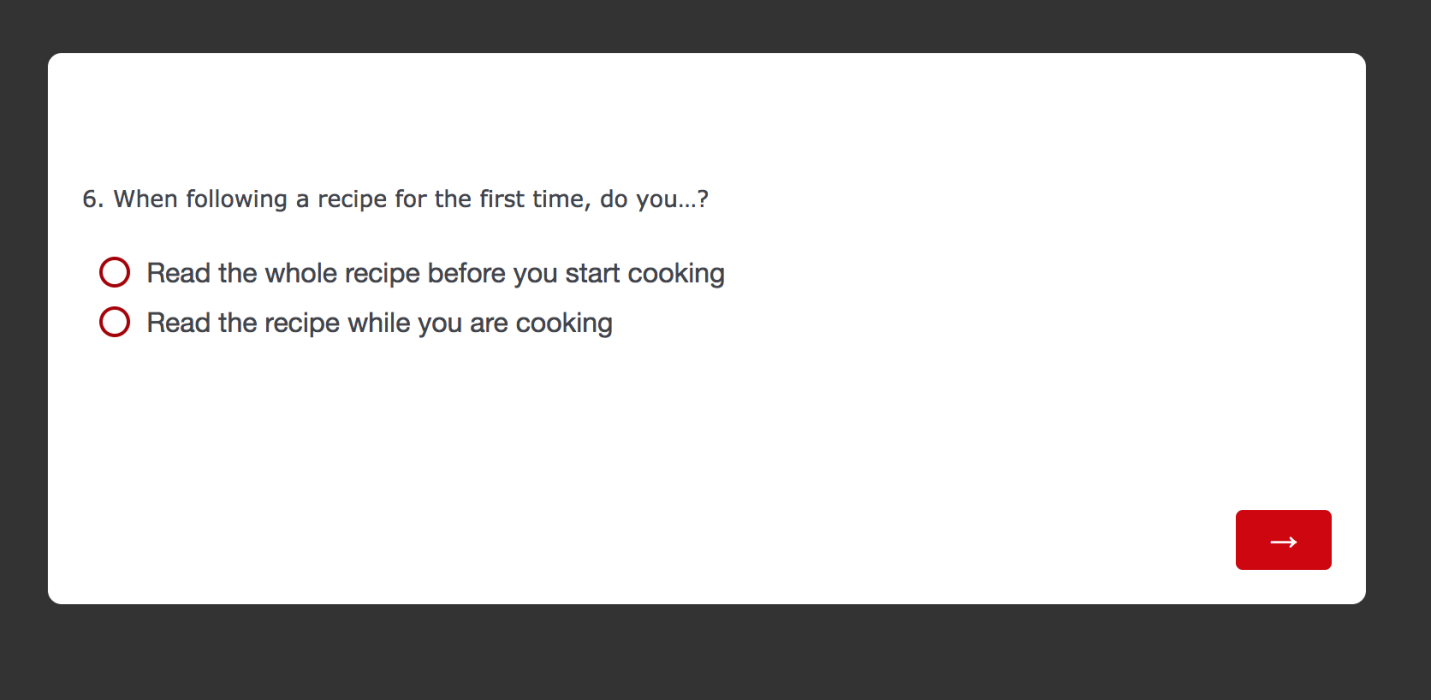 6. When following a recipe for the first time, do you...?
Read the whole recipe before you start cooking
Read the recipe while you are cooking
→